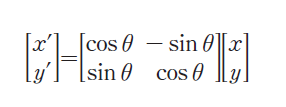 [x′] = [cos θ − sin θ] [x]
[y′] [sin θ cos θ] [y]